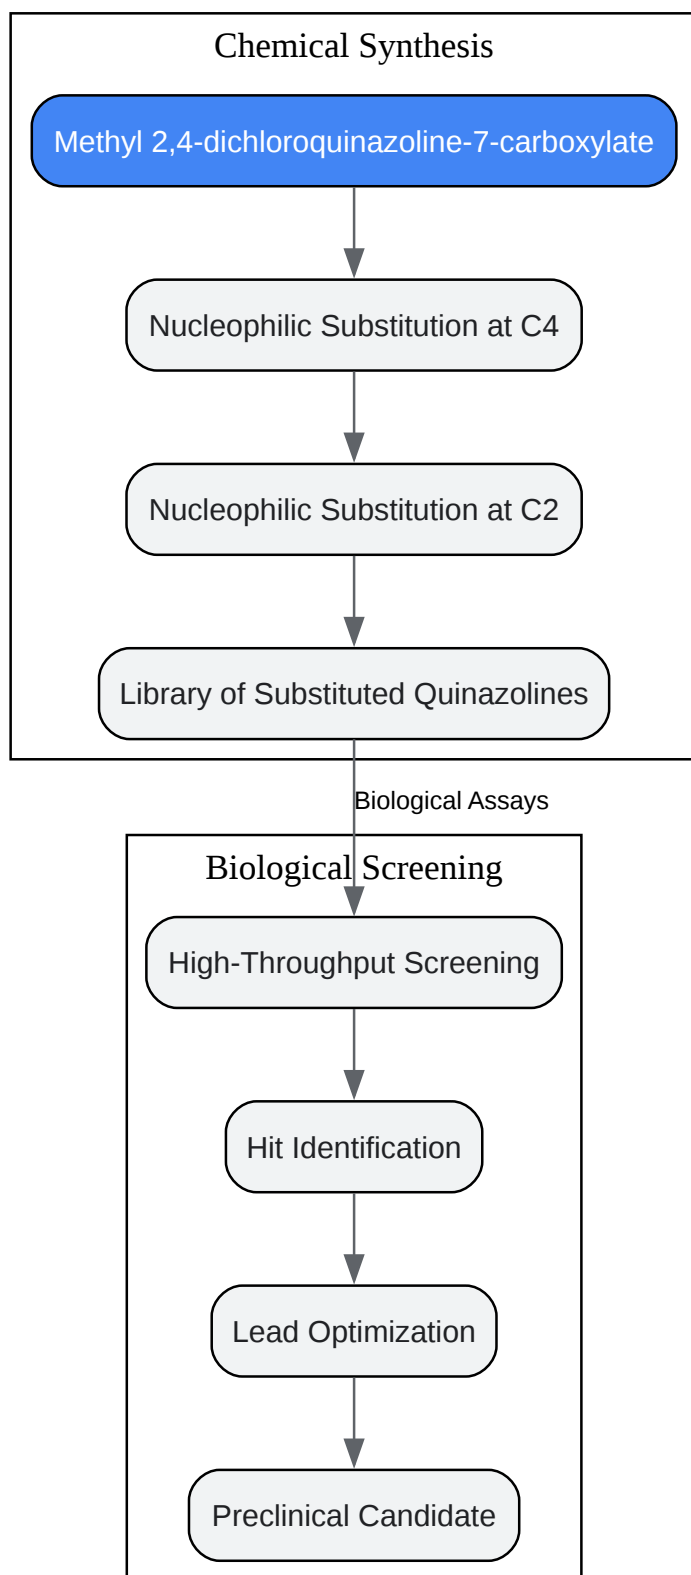 Chemical Synthesis
Methyl 2,4-dichloroquinazoline-7-carboxylate
Nucleophilic Substitution at C4
Nucleophilic Substitution at C2
Library of Substituted Quinazolines
Biological Assays
Biological Screening
High-Throughput Screening
Hit Identification
Lead Optimization
Preclinical Candidate